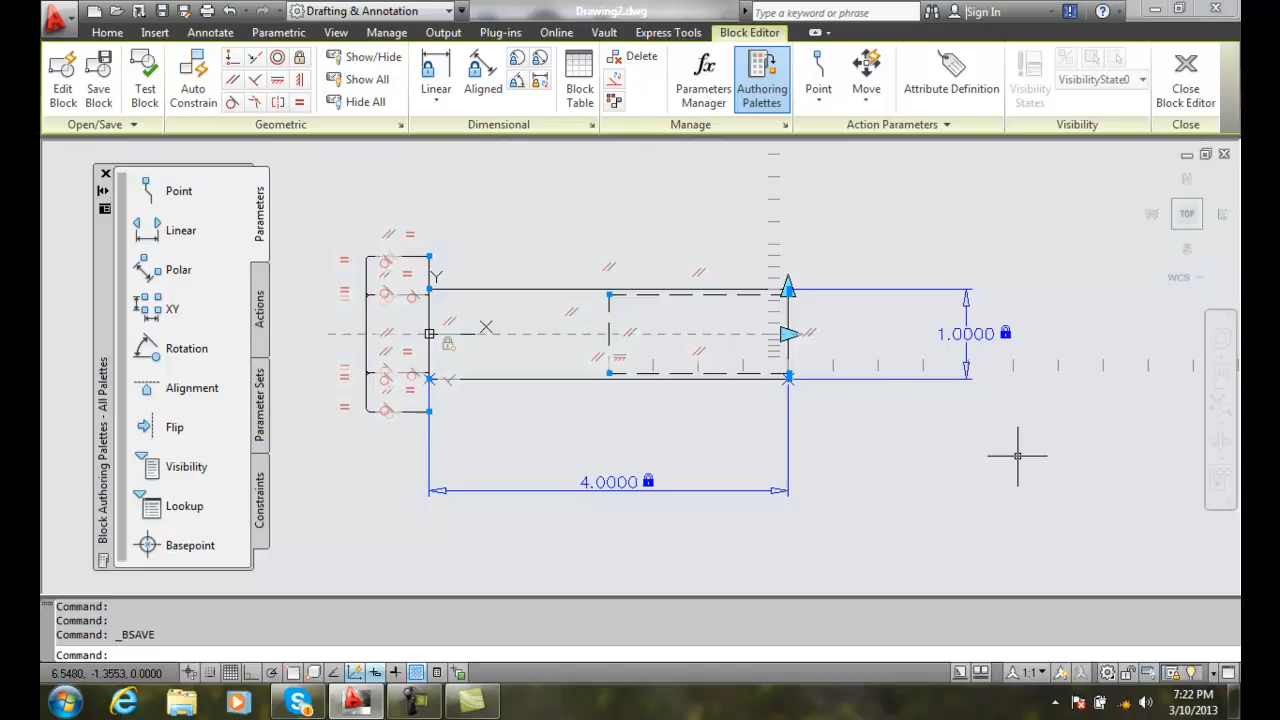 Drafting & Annotation
Drawing2.dwg
Type a keyword or phrase
Sign In
Home
Insert
Annotate
Parametric
View
Manage
Output
Plug-ins
Online
Vault
Express Tools
Block Editor
Edit Block
Save Block
Test Block
Auto Constrain
Show/Hide
Show All
Hide All
Linear
Aligned
Block Table
Delete
Parameters Manager
Authoring Palettes
Point
Move
Attribute Definition
Visibility States
VisibilityState0
Close Block Editor
Open/Save
Geometric
Dimensional
Manage
Action Parameters
Visibility
Close
Point
Linear
Polar
XY
Rotation
Alignment
Flip
Visibility
Lookup
Basepoint
Parameters
Actions
Parameter Sets
Constraints
Block Authoring Palettes - All Palettes
Y
X
1.0000
4.0000
N
W
TOP
E
S
WCS
Command:
Command:
Command: _BSAVE
Command:
6.5480, -1.3553, 0.0000
1:1
7:22 PM
3/10/2013